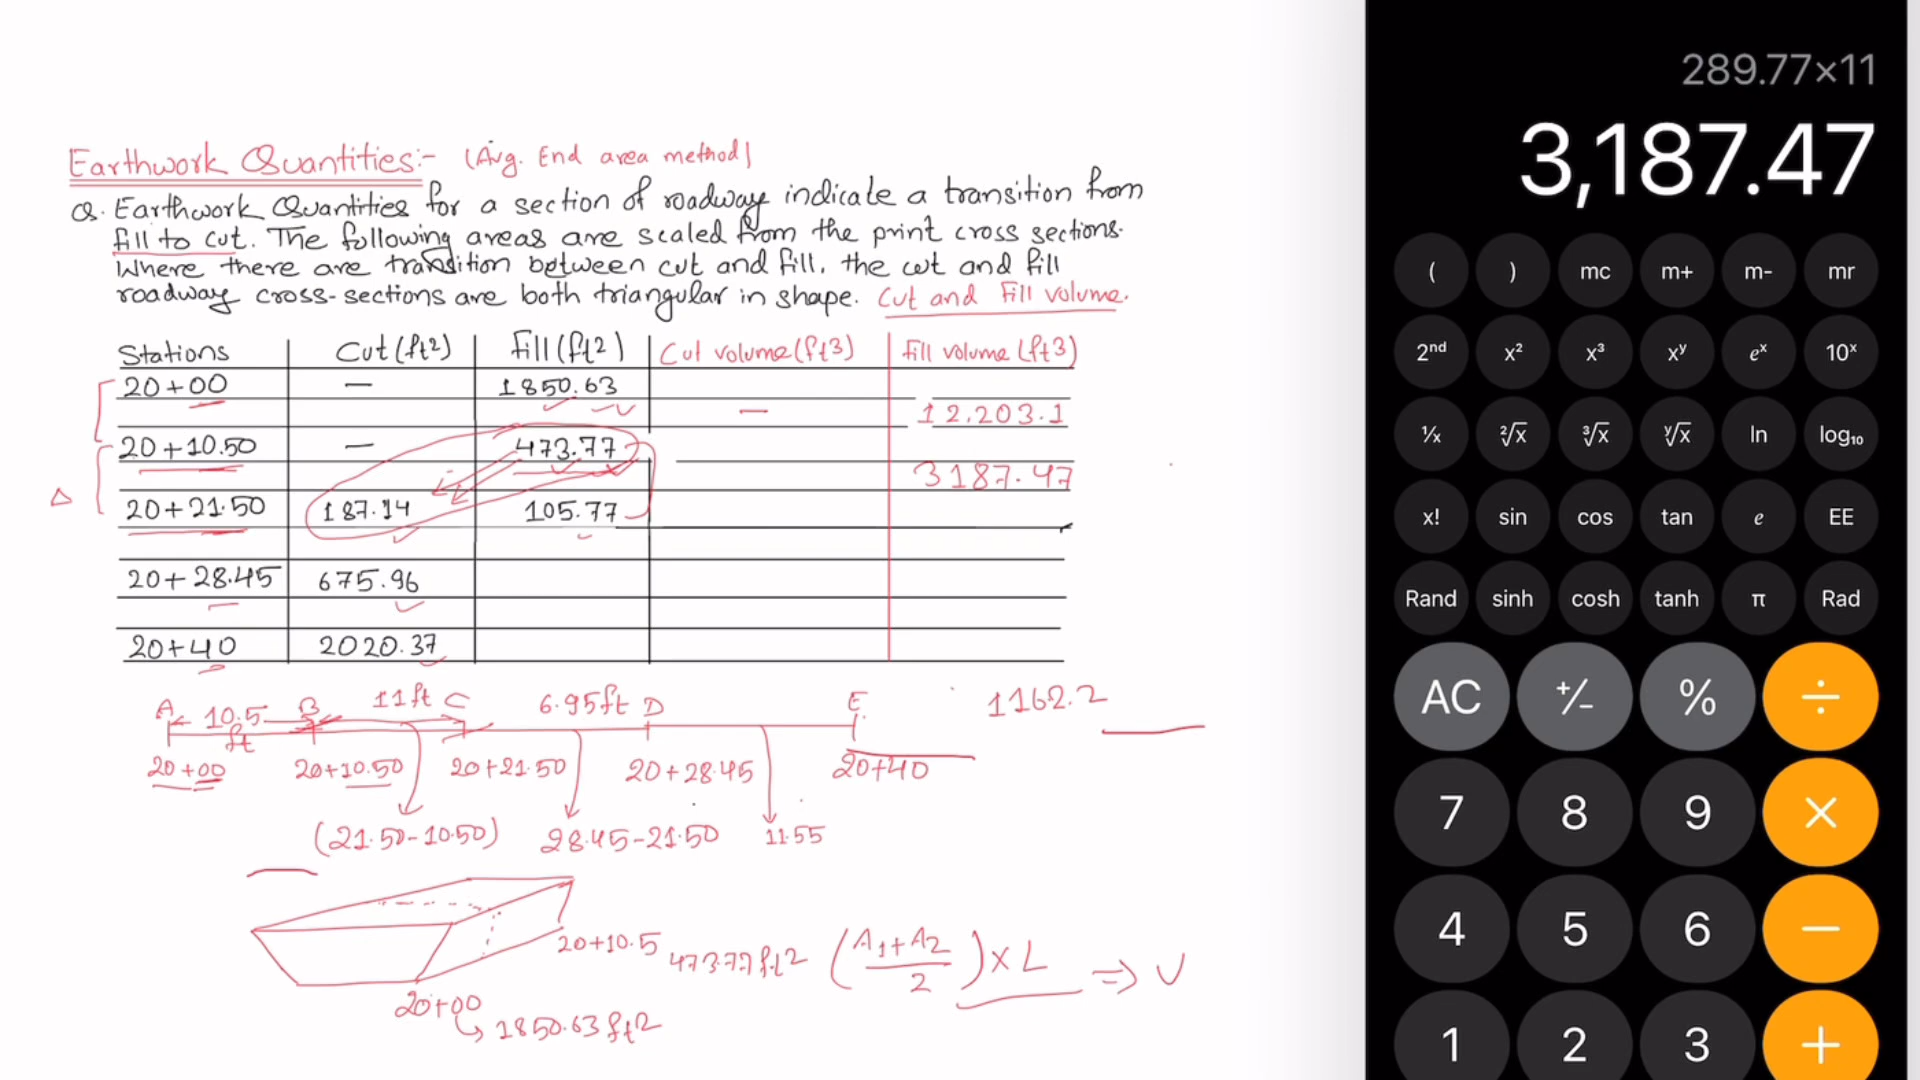 Earthwork Quantities:- (Avg. End area method)
Q. Earthwork Quantities for a section of roadway indicate a transition from
fill to cut. The following areas are scaled from the print cross sections.
Where there are transition between cut and fill. the cut and fill
roadway cross-sections are both triangular in shape. Cut and Fill volume.
Stations Cut (ft2) Fill (ft2) Cut volume (ft3) Fill volume (ft3)
20+00 — 1850.63
— 12,203.1
20+10.50 — 473.77
3187.47
Δ 20+21.50 187.14 105.77
20+28.45 675.96
20+40 2020.37
A 10.5 ft B 11ft C 6.95ft D E 1162.2
20+00 20+10.50 20+21.50 20+28.45 20+40
(21.50-10.50) 28.45-21.50 11.55
20+10.5 473.77ft2 (A1+A2/2) × L ⇒ V
20+00
1850.63ft2
289.77×11
3,187.47
( ) mc m+ m- mr
2nd x² x³ xʸ eˣ 10ˣ
¹/x ²√x ³√x ʸ√x ln log₁₀
x! sin cos tan e EE
Rand sinh cosh tanh π Rad
AC +/− % ÷
7 8 9 ×
4 5 6 −
1 2 3 +